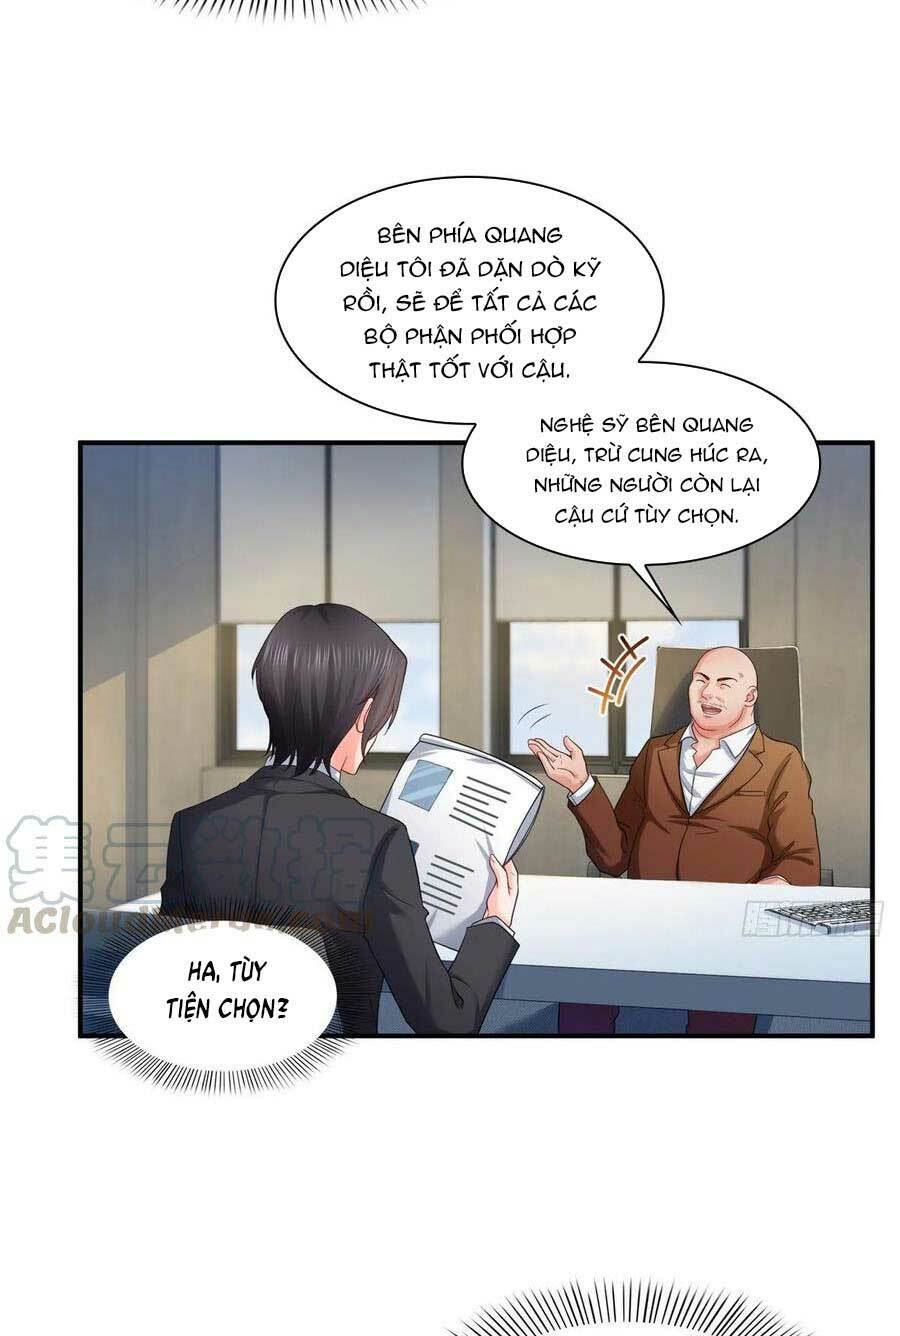 BÊN PHÍA QUANG
DIỆU TÔI ĐÃ DẶN DÒ KỸ
RỒI, SẼ ĐỂ TẤT CẢ CÁC
BỘ PHẬN PHỐI HỢP
THẬT TỐT VỚI CẬU.
NGHỆ SỸ BÊN QUANG
DIỆU, TRỪ CUNG HÚC RA,
NHỮNG NGƯỜI CÒN LẠI
CẬU CỨ TÙY CHỌN.
HA, TÙY
TIỆN CHỌN?